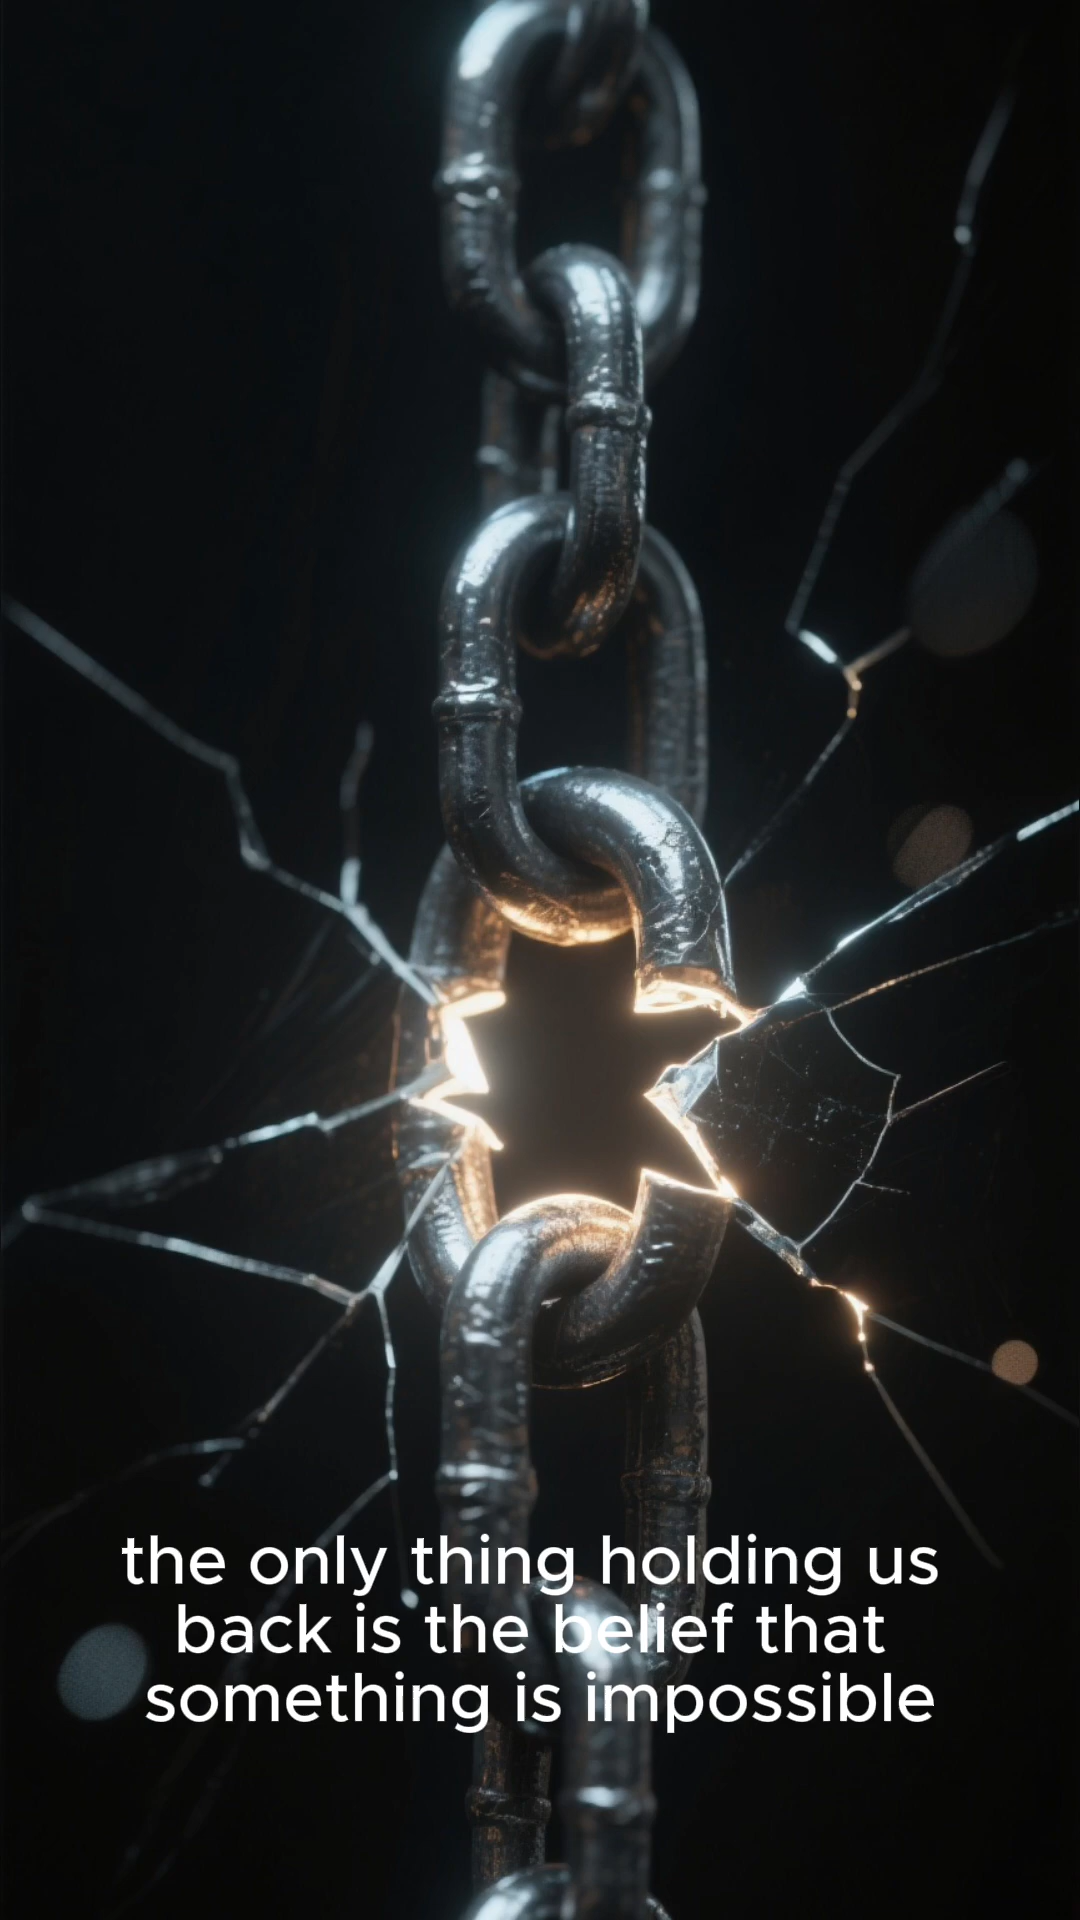 the only thing holding us
back is the belief that
something is impossible